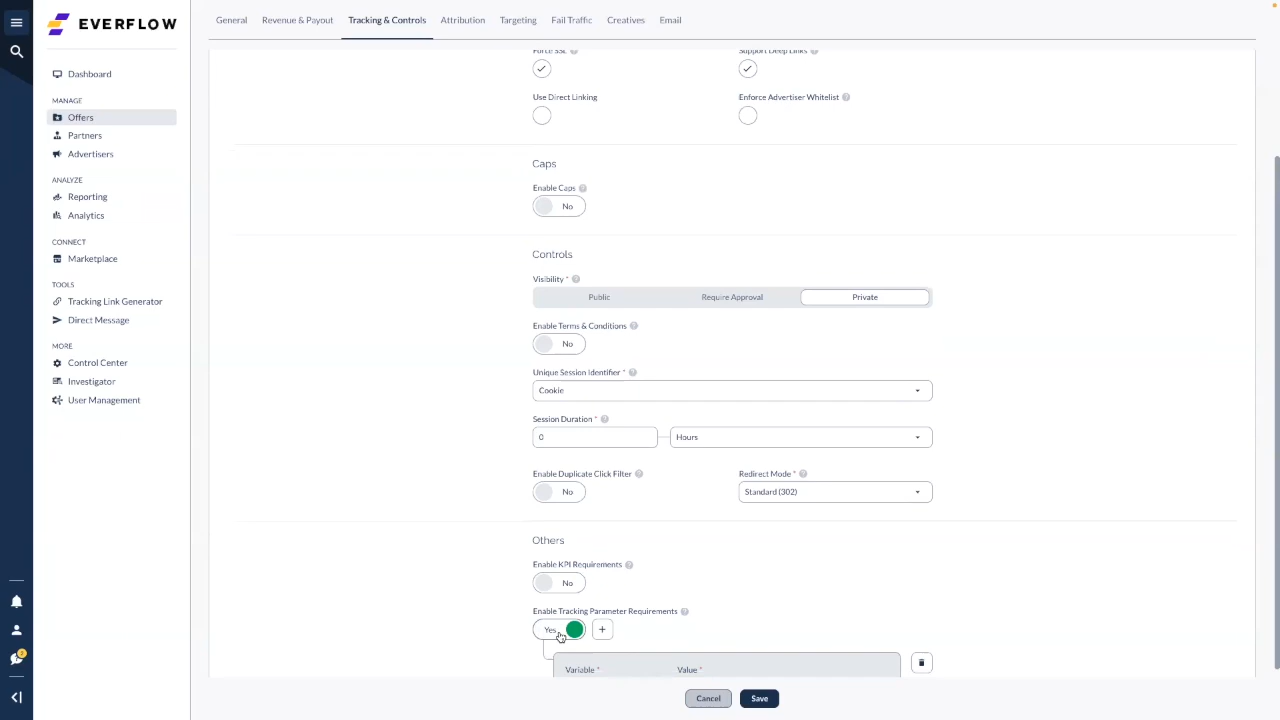 EVERFLOW
General Revenue & Payout Tracking & Controls Attribution Targeting Fail Traffic Creatives Email
Dashboard
MANAGE
Offers
Partners
Advertisers
ANALYZE
Reporting
Analytics
CONNECT
Marketplace
TOOLS
Tracking Link Generator
Direct Message
MORE
Control Center
Investigator
User Management
Force SSL Support Deep Links
Use Direct Linking Enforce Advertiser Whitelist
Caps
Enable Caps
No
Controls
Visibility *
Public Require Approval Private
Enable Terms & Conditions
No
Unique Session Identifier *
Cookie
Session Duration *
0 Hours
Enable Duplicate Click Filter Redirect Mode *
No Standard (302)
Others
Enable KPI Requirements
No
Enable Tracking Parameter Requirements
Yes +
Variable * Value *
Cancel Save